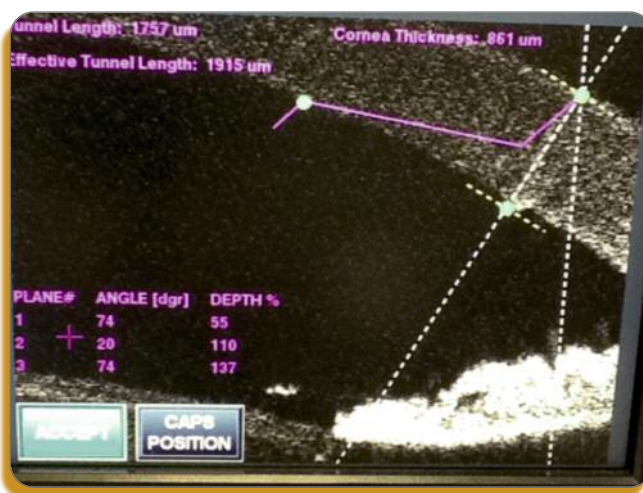 unnel Length: 1757 um
Cornea Thickness: 861 um
Effective Tunnel Length: 1915 um
PLANE# ANGLE [dgr] DEPTH %
1 74 55
2 20 110
3 74 137
ACCEPT
CAPS
POSITION